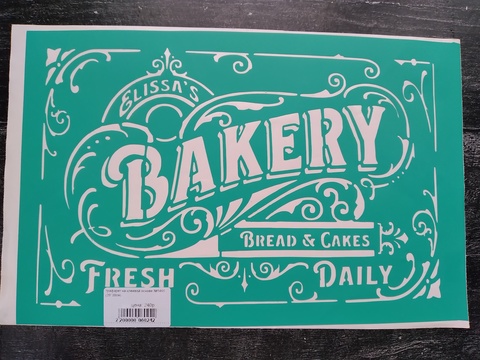 ELISSA'S
BAKERY
BREAD & CAKES
FRESH
DAILY